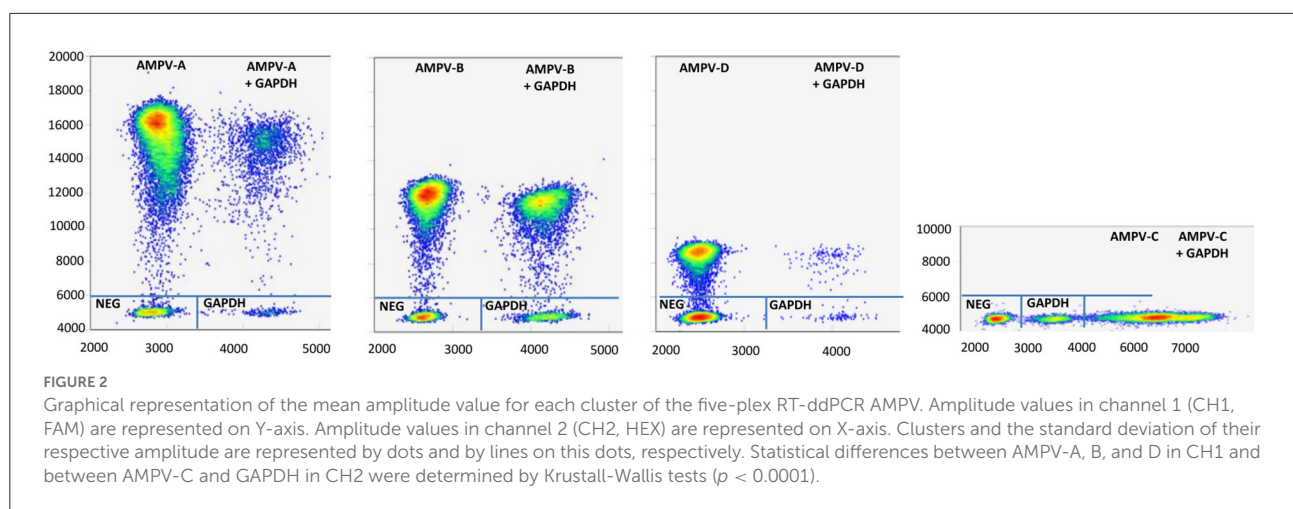 20000
18000
16000
14000
12000
10000
8000
6000
4000
AMPV-A
AMPV-A
+ GAPDH
NEG
GAPDH
2000 3000 4000 5000
AMPV-B
AMPV-B
+ GAPDH
NEG
GAPDH
2000 3000 4000 5000
AMPV-D
AMPV-D
+ GAPDH
NEG
GAPDH
2000 3000 4000
10000
8000
6000
4000
AMPV-C
AMPV-C
+ GAPDH
NEG
GAPDH
2000 3000 4000 6000 7000
FIGURE 2
Graphical representation of the mean amplitude value for each cluster of the five-plex RT-ddPCR AMPV. Amplitude values in channel 1 (CH1,
FAM) are represented on Y-axis. Amplitude values in channel 2 (CH2, HEX) are represented on X-axis. Clusters and the standard deviation of their
respective amplitude are represented by dots and by lines on this dots, respectively. Statistical differences between AMPV-A, B, and D in CH1 and
between AMPV-C and GAPDH in CH2 were determined by Krustall-Wallis tests (p < 0.0001).